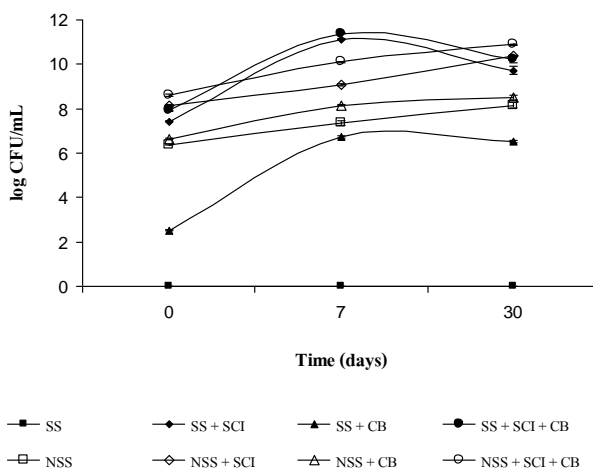 12
10
8
6
4
2
0
log CFU/mL
0 7 30
Time (days)
SS SS + SCI SS + CB SS + SCI + CB
NSS NSS + SCI NSS + CB NSS + SCI + CB